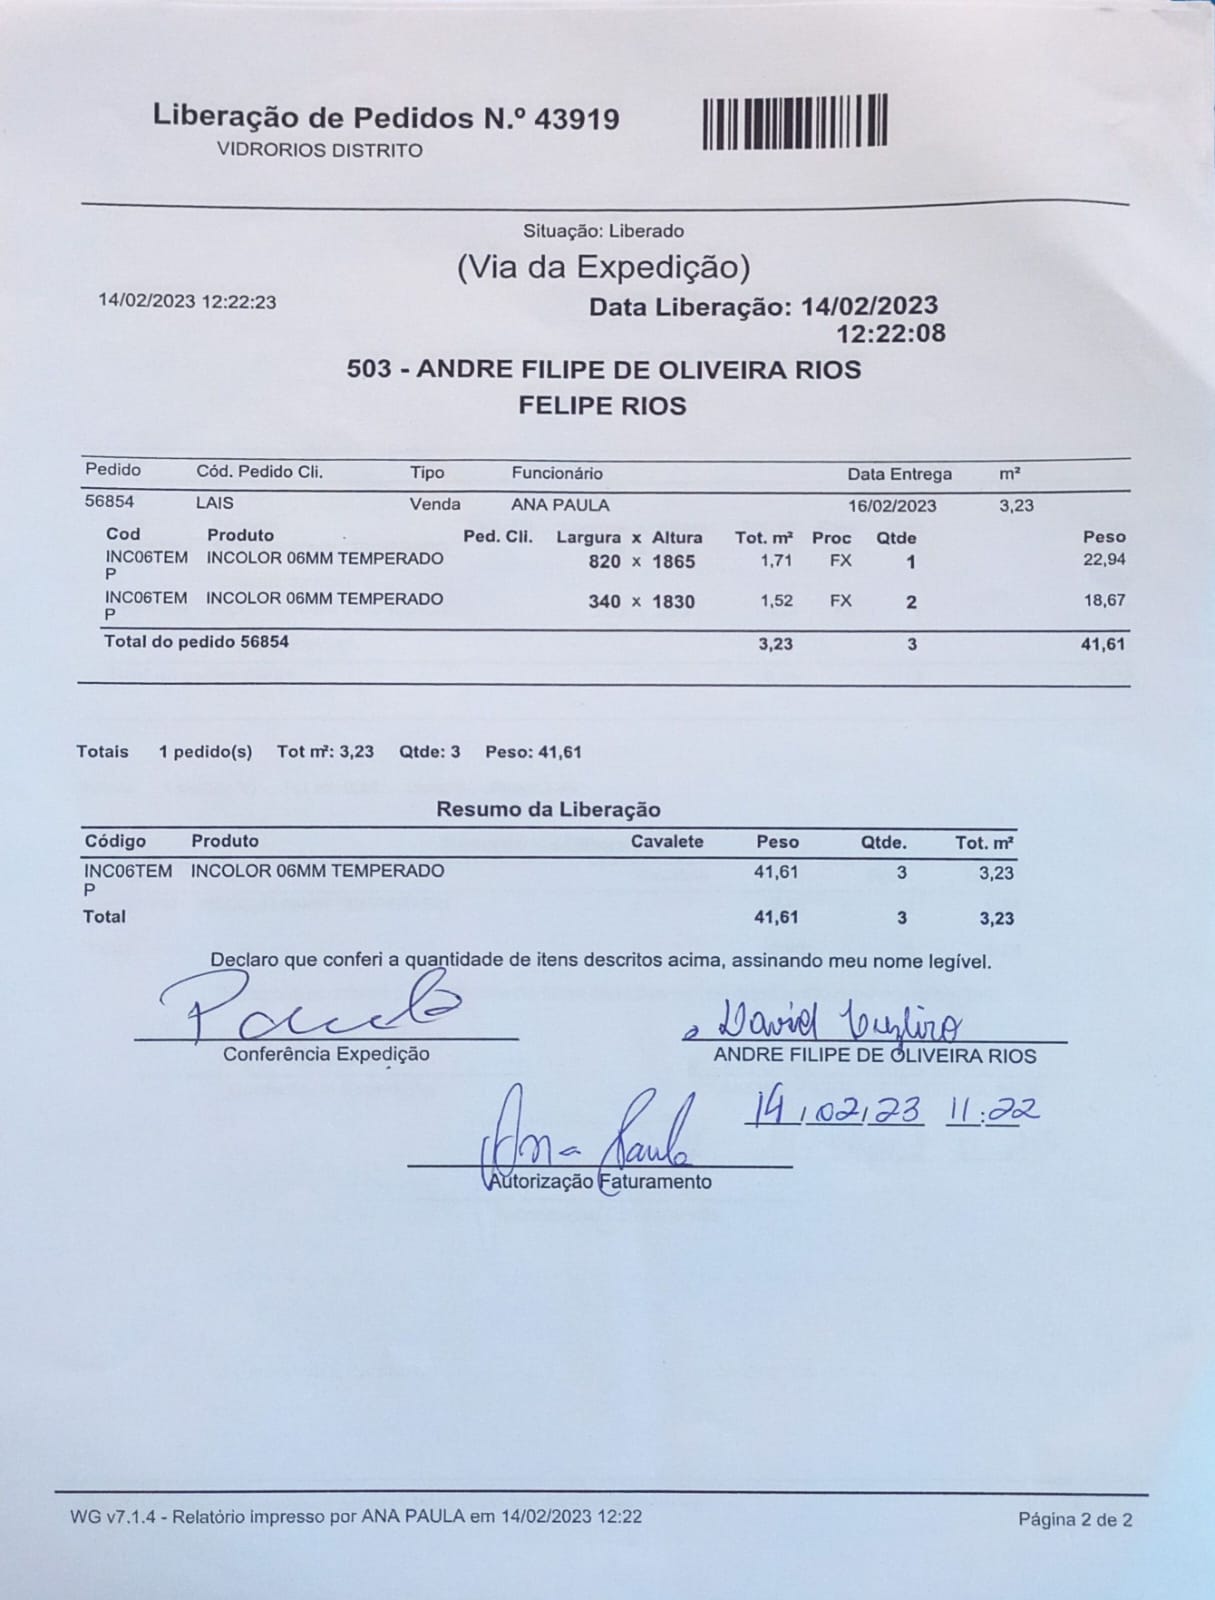 Liberação de Pedidos N.º 43919
VIDRORIOS DISTRITO
Situação: Liberado
(Via da Expedição)
14/02/2023 12:22:23
Data Liberação: 14/02/2023
12:22:08
503 - ANDRE FILIPE DE OLIVEIRA RIOS
FELIPE RIOS
Pedido Cód. Pedido Cli. Tipo Funcionário Data Entrega m²
56854 LAIS Venda ANA PAULA 16/02/2023 3,23
Cod Produto Ped. Cli. Largura x Altura Tot. m² Proc Qtde Peso
INC06TEM INCOLOR 06MM TEMPERADO 820 x 1865 1,71 FX 1 22,94
P
INC06TEM INCOLOR 06MM TEMPERADO 340 x 1830 1,52 FX 2 18,67
P
Total do pedido 56854 3,23 3 41,61
Totais 1 pedido(s) Tot m²: 3,23 Qtde: 3 Peso: 41,61
Resumo da Liberação
Código Produto Cavalete Peso Qtde. Tot. m²
INC06TEM INCOLOR 06MM TEMPERADO 41,61 3 3,23
P
Total 41,61 3 3,23
Declaro que conferi a quantidade de itens descritos acima, assinando meu nome legível.
David
Conferência Expedição ANDRE FILIPE DE OLIVEIRA RIOS
14/02/23 11:22
Ana Paula
Autorização Faturamento
WG v7.1.4 - Relatório impresso por ANA PAULA em 14/02/2023 12:22 Página 2 de 2